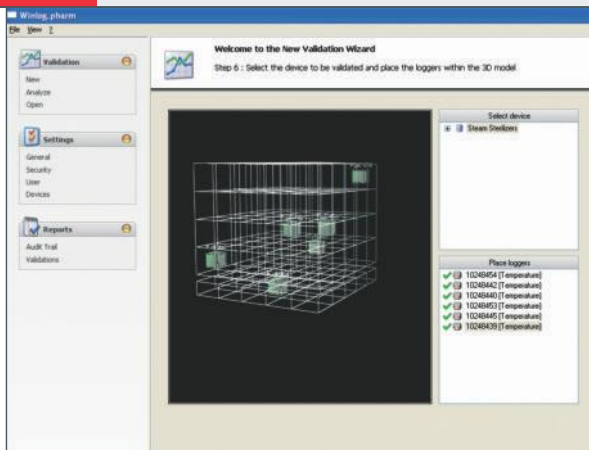 Winlog.pharm
File View ?
Validation
New
Analyze
Open
Settings
General
Security
User
Devices
Reports
Audit Trail
Validations
Welcome to the New Validation Wizard
Step 6 : Select the device to be validated and place the loggers within the 3D model
Select device
Steam Steelizers
Place loggers
10248454 [Temperature]
10248442 [Temperature]
10248440 [Temperature]
10248453 [Temperature]
10248445 [Temperature]
10248439 [Temperature]